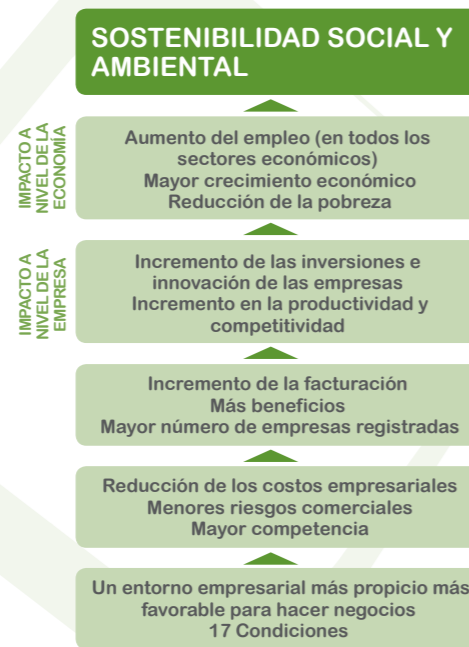 SOSTENIBILIDAD SOCIAL Y
AMBIENTAL
IMPACTO A
NIVEL DE LA
ECONOMÍA
Aumento del empleo (en todos los
sectores económicos)
Mayor crecimiento económico
Reducción de la pobreza
IMPACTO A
NIVEL DE LA
EMPRESA
Incremento de las inversiones e
innovación de las empresas
Incremento en la productividad y
competitividad
Incremento de la facturación
Más beneficios
Mayor número de empresas registradas
Reducción de los costos empresariales
Menores riesgos comerciales
Mayor competencia
Un entorno empresarial más propicio más
favorable para hacer negocios
17 Condiciones